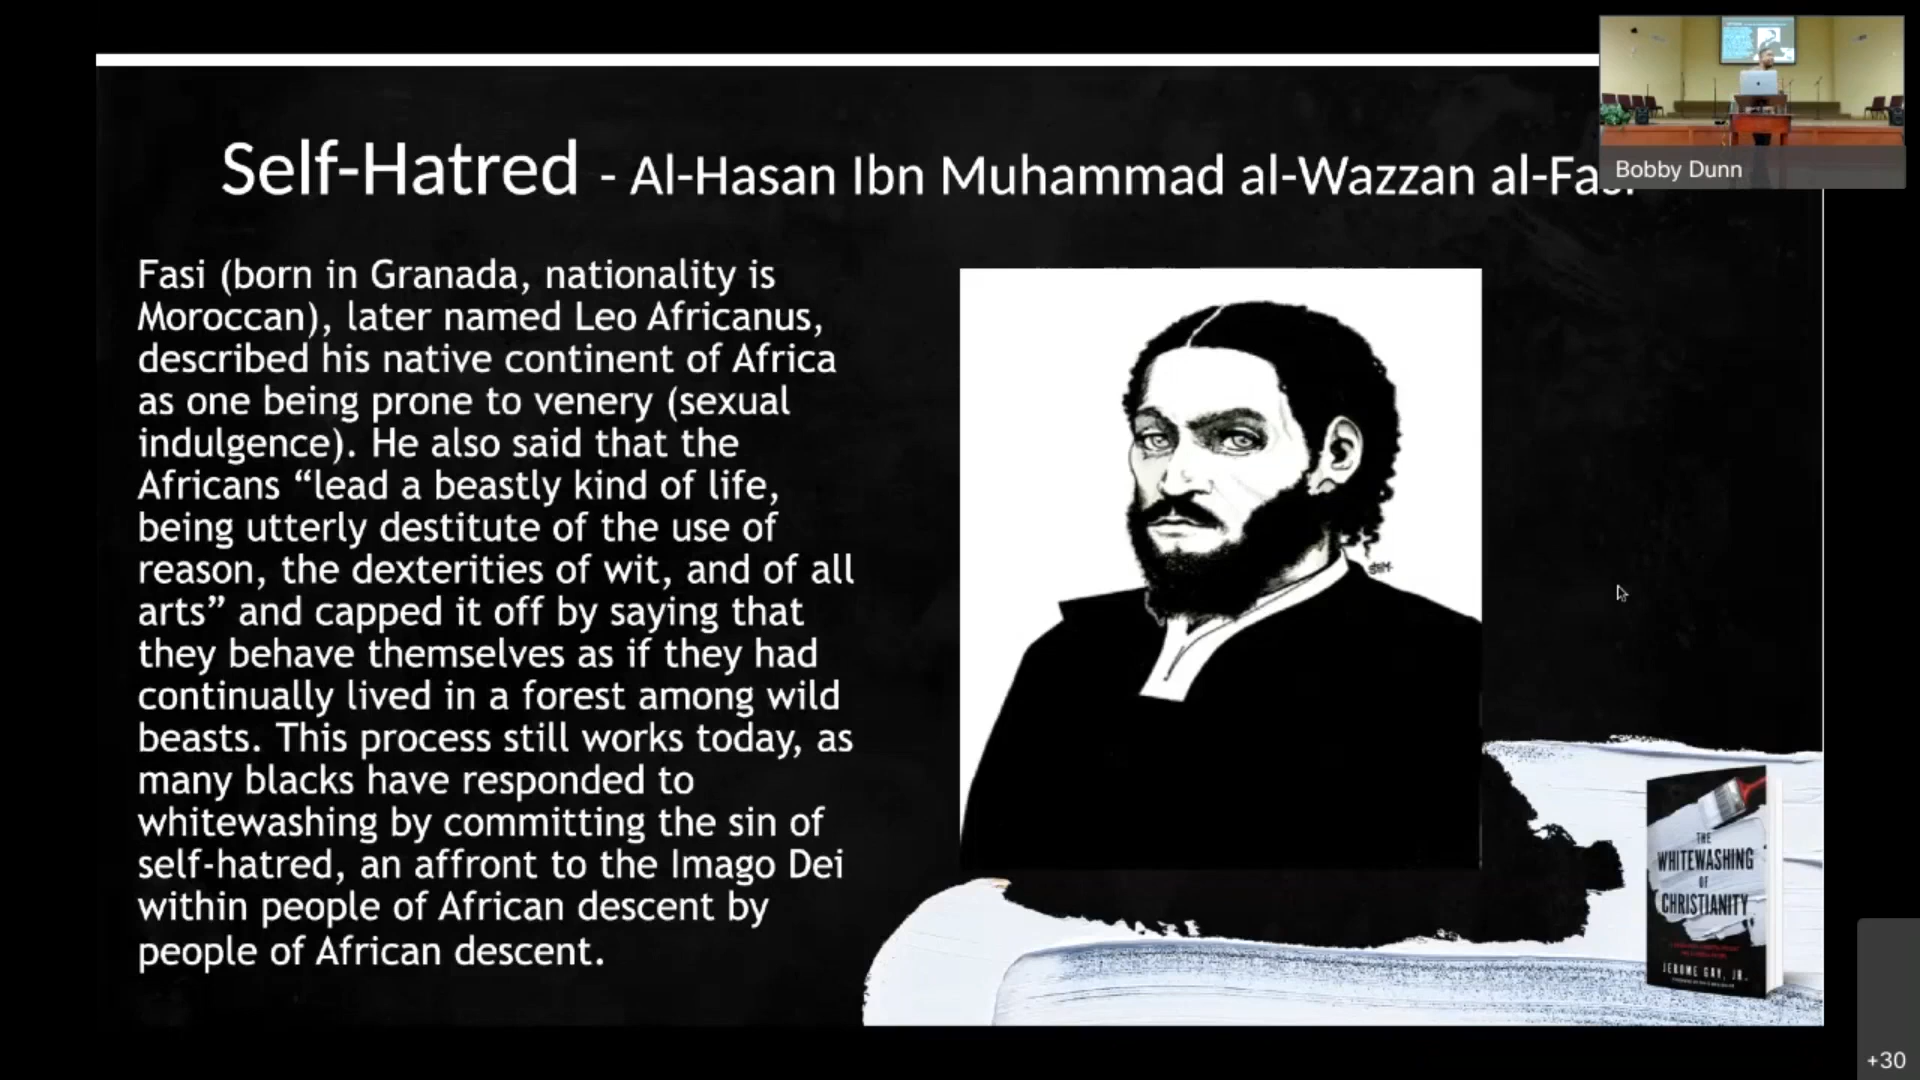 Self-Hatred - Al-Hasan Ibn Muhammad al-Wazzan
Bobby Dunn
Fasi (born in Granada, nationality is
Moroccan), later named Leo Africanus,
described his native continent of Africa
as one being prone to venery (sexual
indulgence). He also said that the
Africans “lead a beastly kind of life,
being utterly destitute of the use of
reason, the dexterities of wit, and of all
arts” and capped it off by saying that
they behave themselves as if they had
continually lived in a forest among wild
beasts. This process still works today, as
many blacks have responded to
whitewashing by committing the sin of
self-hatred, an affront to the Imago Dei
within people of African descent by
people of African descent.
THE
WHITEWASHING
OF
CHRISTIANITY
JEROME GAY, JR.
+30